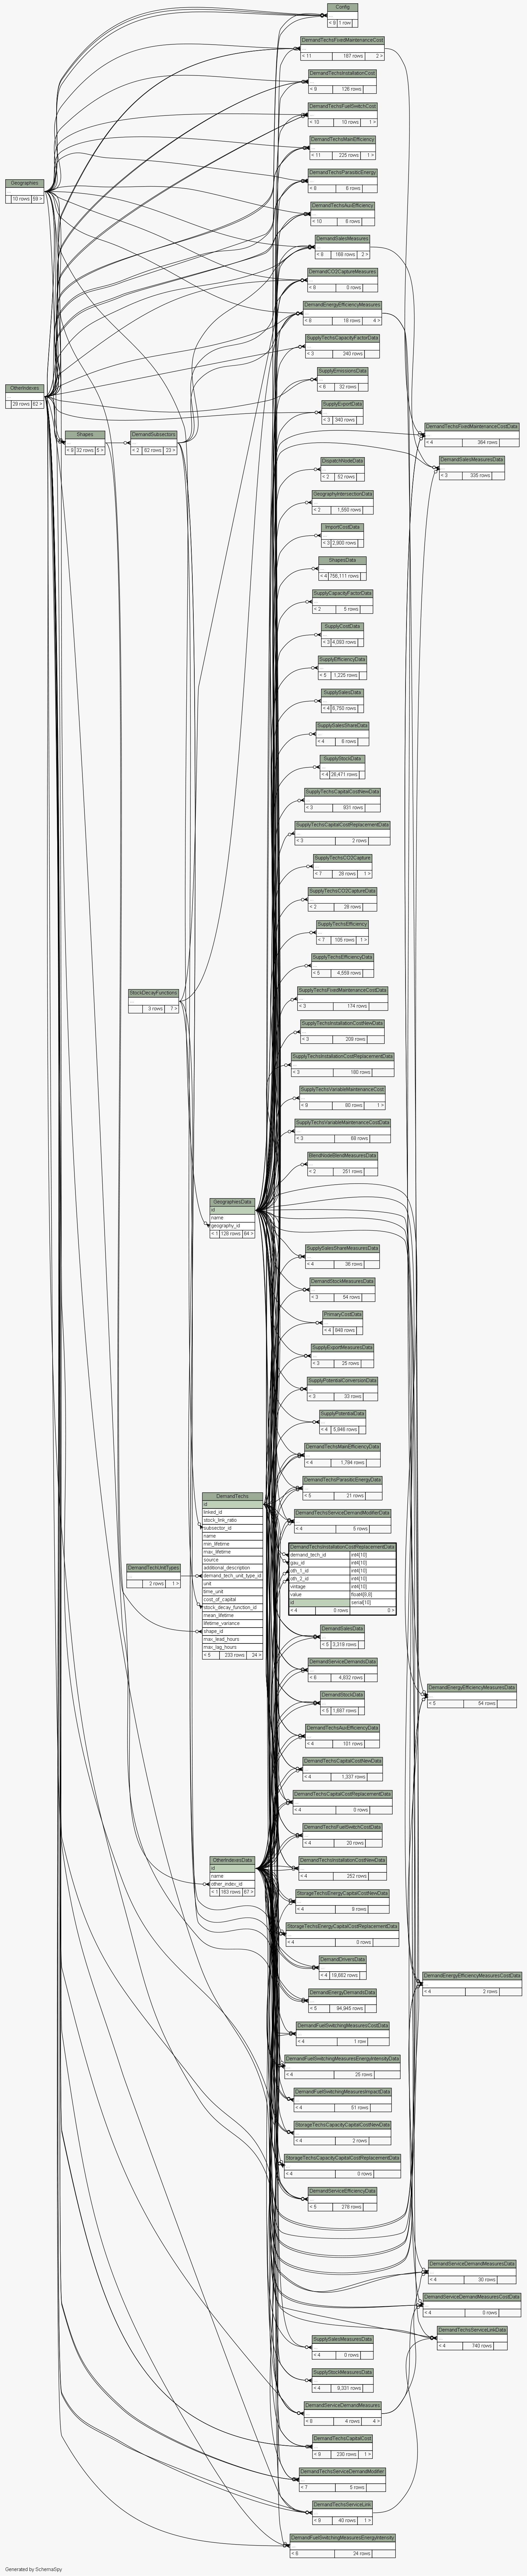 Config
< 9 1 row
DemandTechsFixedMaintenanceCost
< 11 187 rows 2 >
DemandTechsInstallationCost
< 9 126 rows
DemandTechsFuelSwitchCost
< 10 10 rows 1 >
DemandTechsMainEfficiency
< 11 225 rows 1 >
DemandTechsParasiticEnergy
< 8 6 rows
Geographies
10 rows 59 >
DemandTechsAuxEfficiency
< 10 6 rows
DemandSalesMeasures
< 8 168 rows 2 >
DemandCO2CaptureMeasures
< 8 0 rows
DemandEnergyEfficiencyMeasures
< 8 18 rows 4 >
SupplyTechsCapacityFactorData
< 3 240 rows
SupplyEmissionsData
< 6 32 rows
OtherIndexes
29 rows 62 >
SupplyExportData
< 3 340 rows
DemandTechsFixedMaintenanceCostData
< 4 384 rows
Shapes
< 9 32 rows 5 >
DemandSubsectors
< 2 62 rows 23 >
DispatchNodeData
< 2 52 rows
DemandSalesMeasuresData
< 3 335 rows
GeographyIntersectionData
< 2 1,550 rows
ImportCostData
< 3 2,900 rows
ShapesData
< 4 756,111 rows
SupplyCapacityFactorData
< 2 5 rows
SupplyCostData
< 3 4,093 rows
SupplyEfficiencyData
< 5 1,225 rows
SupplySalesData
< 4 9,750 rows
SupplySalesShareData
< 4 6 rows
SupplyStockData
< 4 26,471 rows
SupplyTechsCapitalCostNewData
< 3 931 rows
SupplyTechsCapitalCostReplacementData
< 3 3 rows
SupplyTechsCO2Capture
< 7 28 rows 1 >
SupplyTechsCO2CaptureData
< 2 28 rows
SupplyTechsEfficiency
< 7 105 rows 1 >
SupplyTechsEfficiencyData
< 5 4,559 rows
StockDecayFunctions
3 rows 7 >
SupplyTechsFixedMaintenanceCostData
< 3 174 rows
SupplyTechsInstallationCostNewData
< 3 209 rows
SupplyTechsInstallationCostReplacementData
< 3 180 rows
SupplyTechsVariableMaintenanceCost
< 9 80 rows 1 >
SupplyTechsVariableMaintenanceCostData
< 3 68 rows
BlendNodeBlendMeasuresData
< 2 251 rows
GeographiesData
id
name
geography_id
< 1 128 rows 64 >
SupplySalesShareMeasuresData
< 4 36 rows
DemandStockMeasuresData
< 3 54 rows
PrimaryCostData
< 4 849 rows
SupplyExportMeasuresData
< 3 25 rows
SupplyPotentialConversionData
< 3 33 rows
SupplyPotentialData
< 4 5,946 rows
DemandTechsMainEfficiencyData
< 4 1,794 rows
DemandTechsParasiticEnergyData
< 5 21 rows
DemandTechs
id
linked_id
stock_link_ratio
subsector_id
name
min_lifetime
max_lifetime
source
additional_description
demand_tech_unit_type_id
unit
time_unit
cost_of_capital
stock_decay_function_id
mean_lifetime
lifetime_variance
shape_id
max_lead_hours
max_lag_hours
< 5 233 rows 24 >
DemandTechsServiceDemandModifierData
< 4 5 rows
DemandTechsInstallationCostReplacementData
demand_tech_id int4[10]
gau_id int4[10]
oth_1_id int4[10]
oth_2_id int4[10]
vintage int4[10]
value float8[8,8]
id serial[10]
< 4 0 rows 0 >
DemandTechUnitTypes
2 rows 1 >
DemandSalesData
< 5 3,319 rows
DemandServiceDemandsData
< 6 4,832 rows
DemandEnergyEfficiencyMeasuresData
< 5 54 rows
DemandStockData
< 5 1,687 rows
DemandTechsAuxEfficiencyData
< 4 101 rows
DemandTechsCapitalCostNewData
< 4 1,337 rows
DemandTechsCapitalCostReplacementData
< 4 0 rows
DemandTechsFuelSwitchCostData
< 4 20 rows
OtherIndexesData
id
name
other_index_id
< 1 163 rows 67 >
DemandTechsInstallationCostNewData
< 4 252 rows
StorageTechsEnergyCapitalCostNewData
< 4 9 rows
StorageTechsEnergyCapitalCostReplacementData
< 4 0 rows
DemandDriversData
< 4 19,882 rows
DemandEnergyEfficiencyMeasuresCostData
< 4 2 rows
DemandEnergyDemandsData
< 5 94,945 rows
DemandFuelSwitchingMeasuresCostData
< 4 1 row
DemandFuelSwitchingMeasuresEnergyIntensityData
< 4 25 rows
DemandFuelSwitchingMeasuresImpactData
< 4 51 rows
StorageTechsCapacityCapitalCostNewData
< 4 2 rows
StorageTechsCapacityCapitalCostReplacementData
< 4 0 rows
DemandServiceEfficiencyData
< 5 278 rows
DemandServiceDemandMeasuresData
< 4 30 rows
DemandServiceDemandMeasuresCostData
< 4 0 rows
DemandTechsServiceLinkData
< 4 740 rows
SupplySalesMeasuresData
< 4 0 rows
SupplyStockMeasuresData
< 4 9,331 rows
DemandServiceDemandMeasures
< 8 4 rows 4 >
DemandTechsCapitalCost
< 9 230 rows 1 >
DemandTechsServiceDemandModifier
< 7 5 rows
DemandTechsServiceLink
< 9 40 rows 1 >
DemandFuelSwitchingMeasuresEnergyIntensity
< 8 24 rows
Generated by SchemaSpy